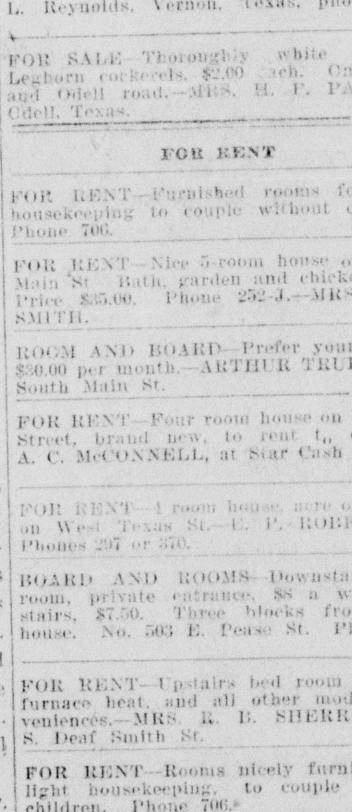 L. Reynolds, Vernon, Texas,
FOR SALE—Thoroughly white
Leghorn cockerels, $2.00 each.
and Odell road.—MRS. H. P.
Odell, Texas.
FOR RENT
FOR RENT—Furnished rooms
housekeeping to couple without
Phone 706.
FOR RENT—Nice 5-room house
Main St Bath, garden and
Price $35.00. Phone 252-J.—MRS
SMITH.
ROOM AND BOARD—Prefer
$30.00 per month.—ARTHUR
South Main St.
FOR RENT—Four room house on
Street, brand new, to rent to
A. C. McCONNELL, at Star Cash
FOR RENT—4 room house, acre
on West Texas St.—E. P.
Phones 297 or 370.
BOARD AND ROOMS—
room, private entrance, $8 a
stairs, $7.50. Three blocks
house. No. 503 E. Pease St.
FOR RENT—Upstairs bed room
furnace heat, and all other
veniences.—MRS. R. B.
S. Deaf Smith St.
FOR RENT—Rooms nicely
light housekeeping, to couple
children. Phone 706.